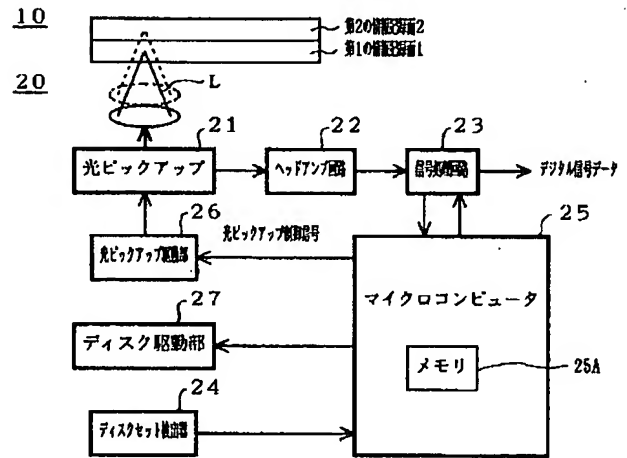 10
第2の情報記録面2
第1の情報記録面1
20
L
21
22
23
光ピックアップ
ヘッドアンプ回路
信号処理回路
デジタル信号データ
26
25
光ピックアップ制御信号
光ピックアップ駆動部
マイクロコンピュータ
27
ディスク駆動部
メモリ
25A
24
ディスクセット検出部